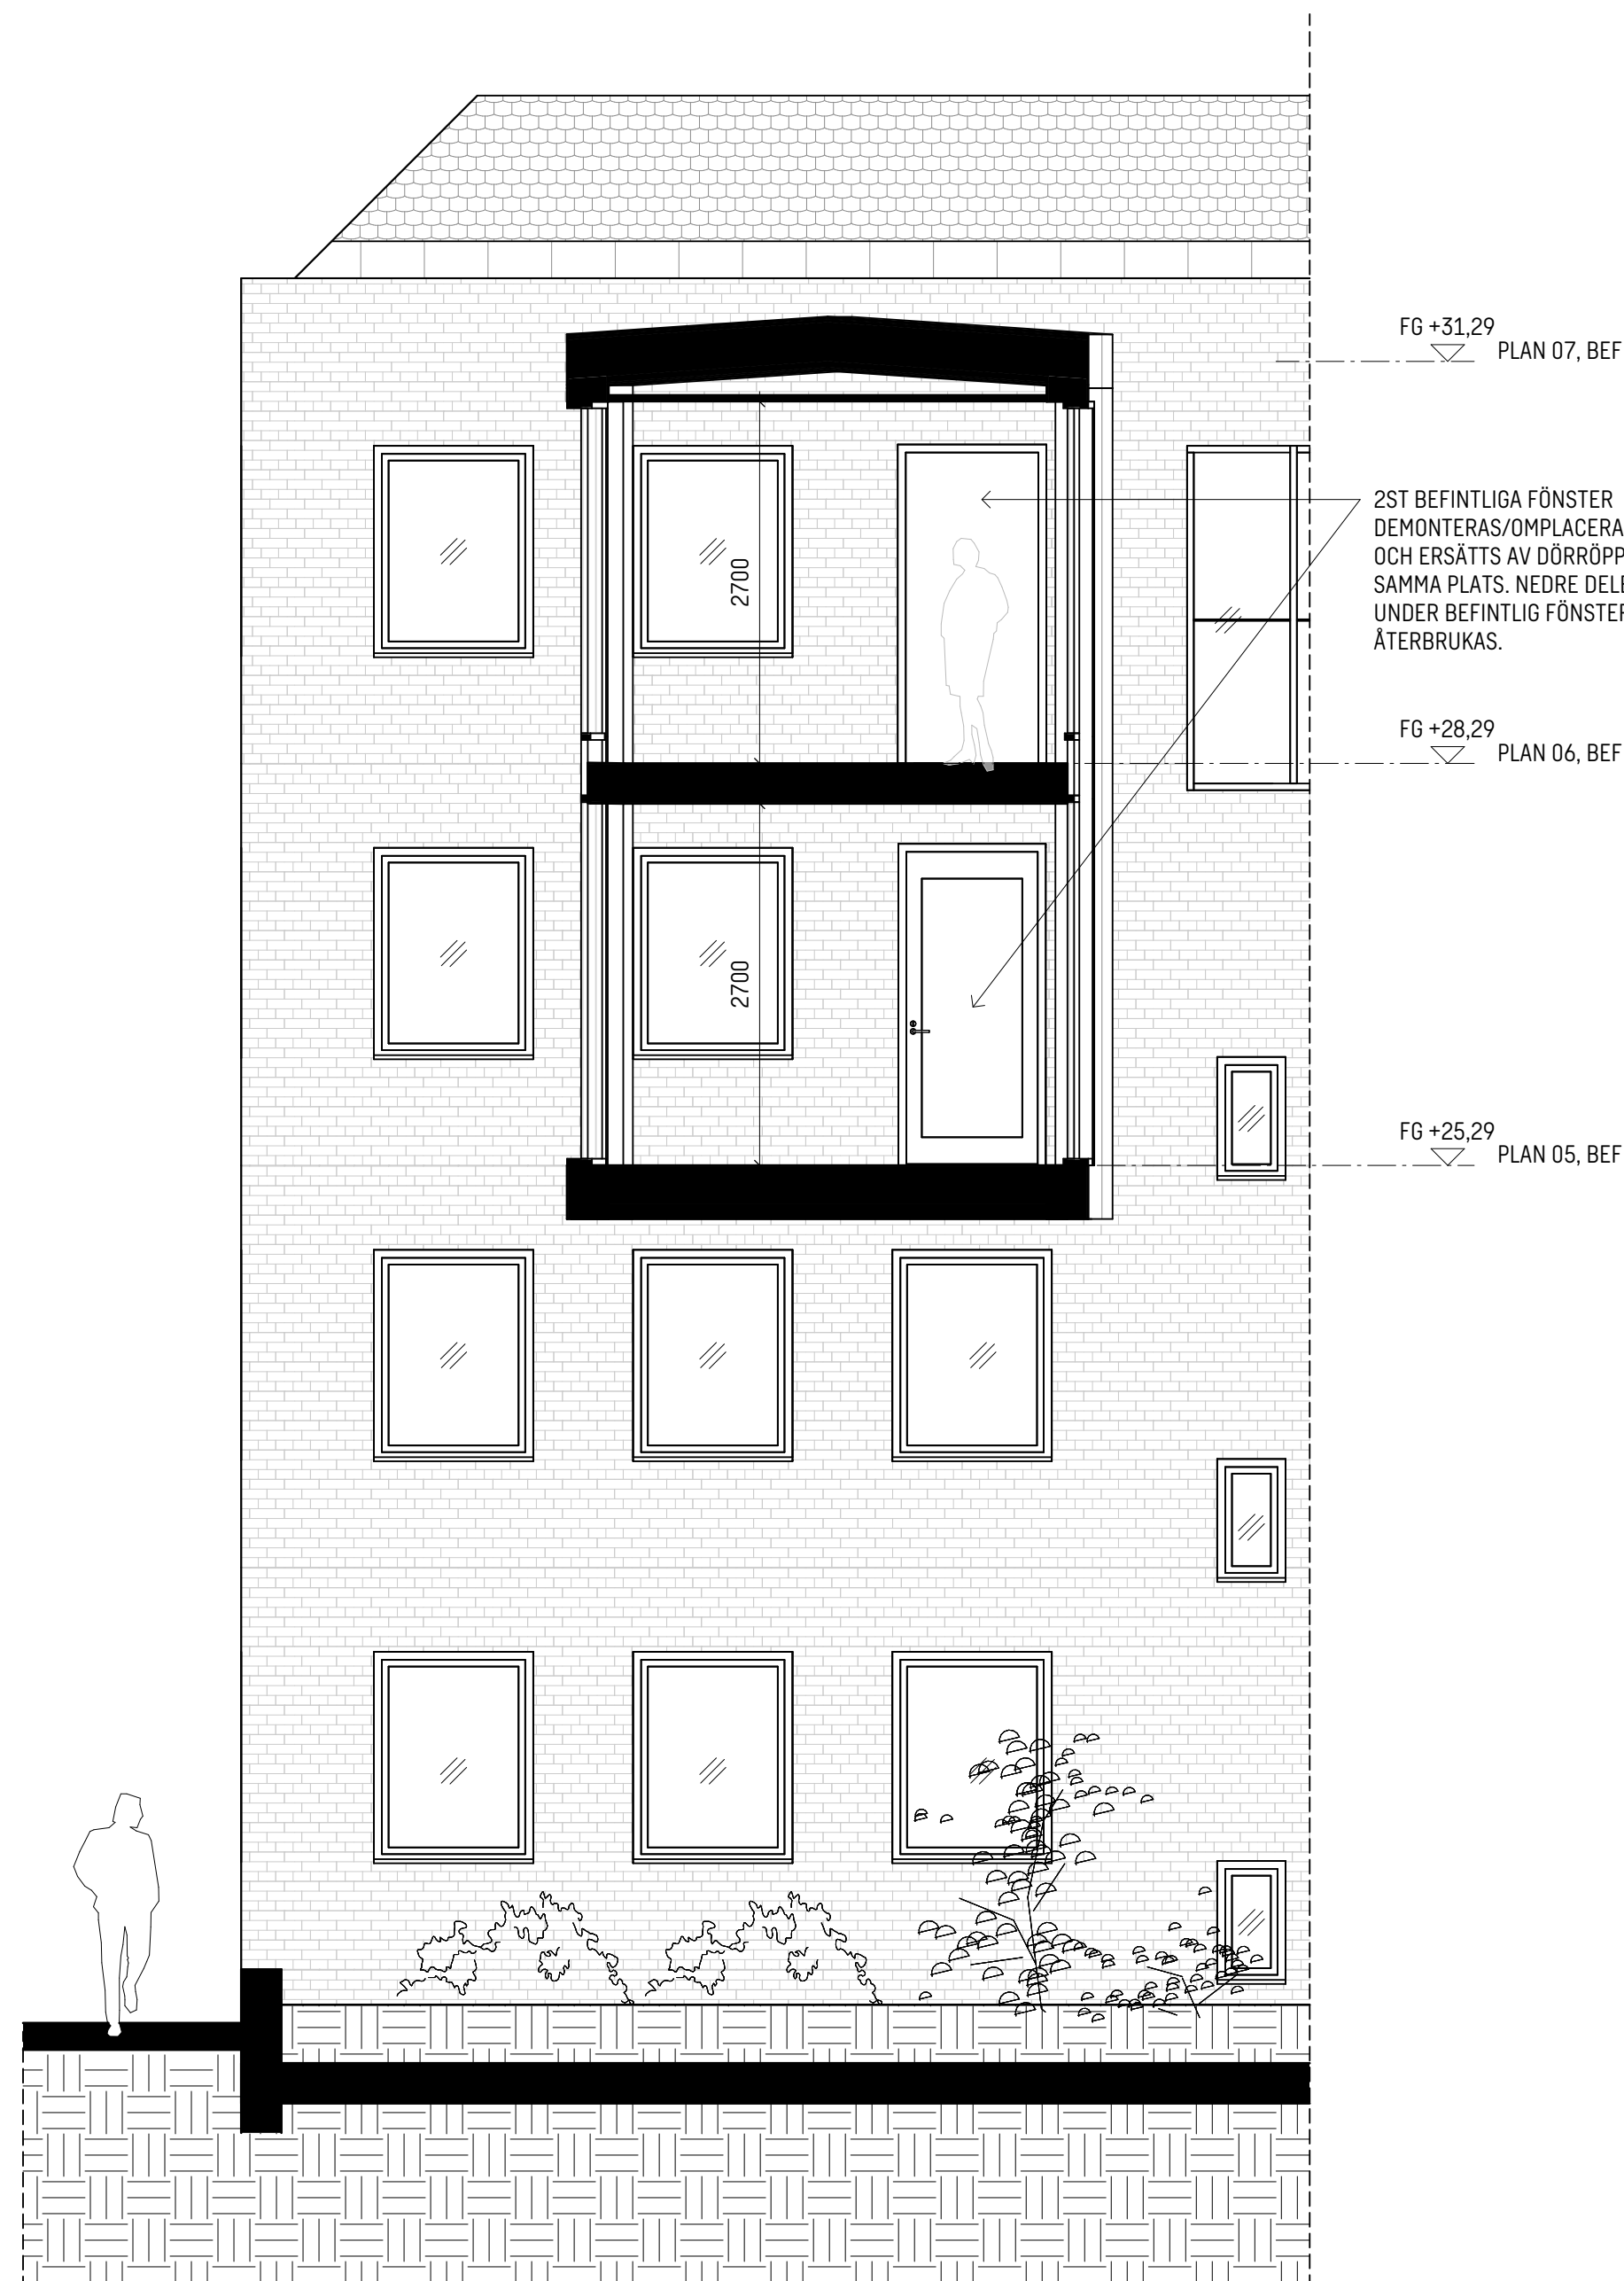 FG +31,29
PLAN 07, BEF
2ST BEFINTLIGA FÖNSTER
DEMONTERAS/OMPLACERA
OCH ERSÄTTS AV DÖRRÖPP
SAMMA PLATS. NEDRE DELE
UNDER BEFINTLIG FÖNSTER
ÅTERBRUKAS.
2700
FG +28,29
PLAN 06, BEF
2700
FG +25,29
PLAN 05, BEF